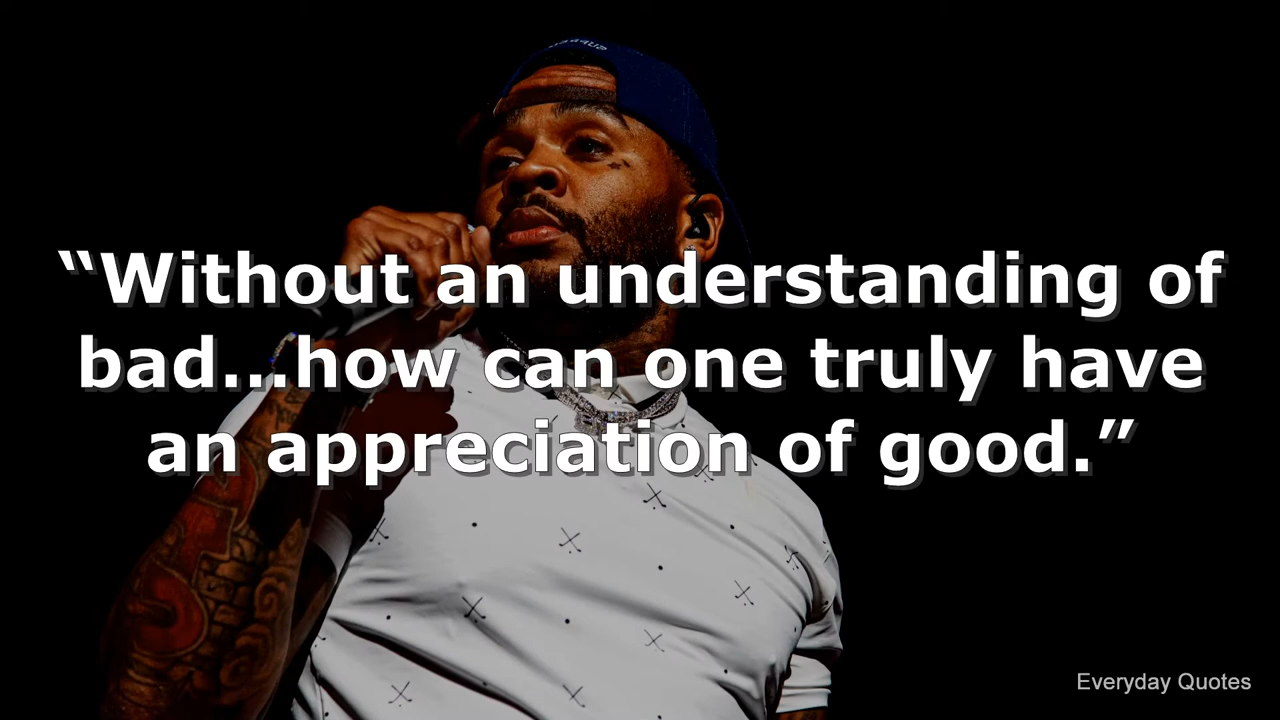 “Without an understanding of
bad...how can one truly have
an appreciation of good.”
Everyday Quotes